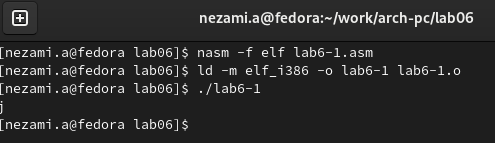 nezami.a@fedora:~/work/arch-pc/lab06
[nezami.a@fedora lab06]$ nasm -f elf lab6-1.asm
[nezami.a@fedora lab06]$ ld -m elf_i386 -o lab6-1 lab6-1.o
[nezami.a@fedora lab06]$ ./lab6-1
j
[nezami.a@fedora lab06]$